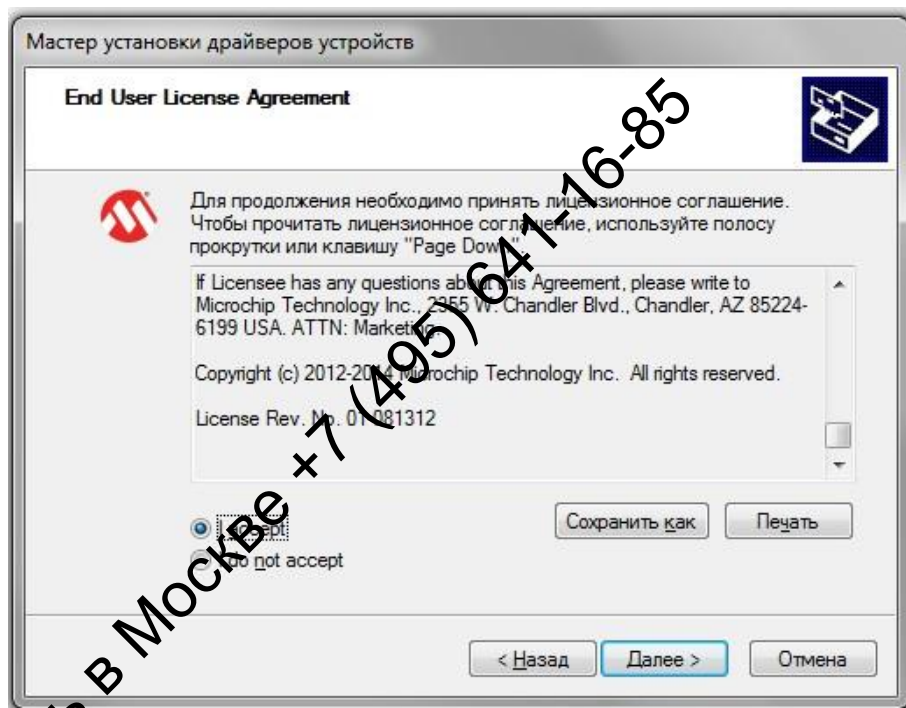 Мастер установки драйверов устройств
End User License Agreement
Для продолжения необходимо принять лицензионное соглашение.
Чтобы прочитать лицензионное соглашение, используйте полосу
прокрутки или клавишу "Page Down".
If Licensee has any questions about this Agreement, please write to
Microchip Technology Inc., 2355 W. Chandler Blvd., Chandler, AZ 85224-
6199 USA. ATTN: Marketing.
Copyright (c) 2012-2014 Microchip Technology Inc. All rights reserved.
License Rev. No. 01-081312
I accept
I do not accept
Сохранить как
Печать
< Назад
Далее >
Отмена
в Москве +7 (495) 641-16-85